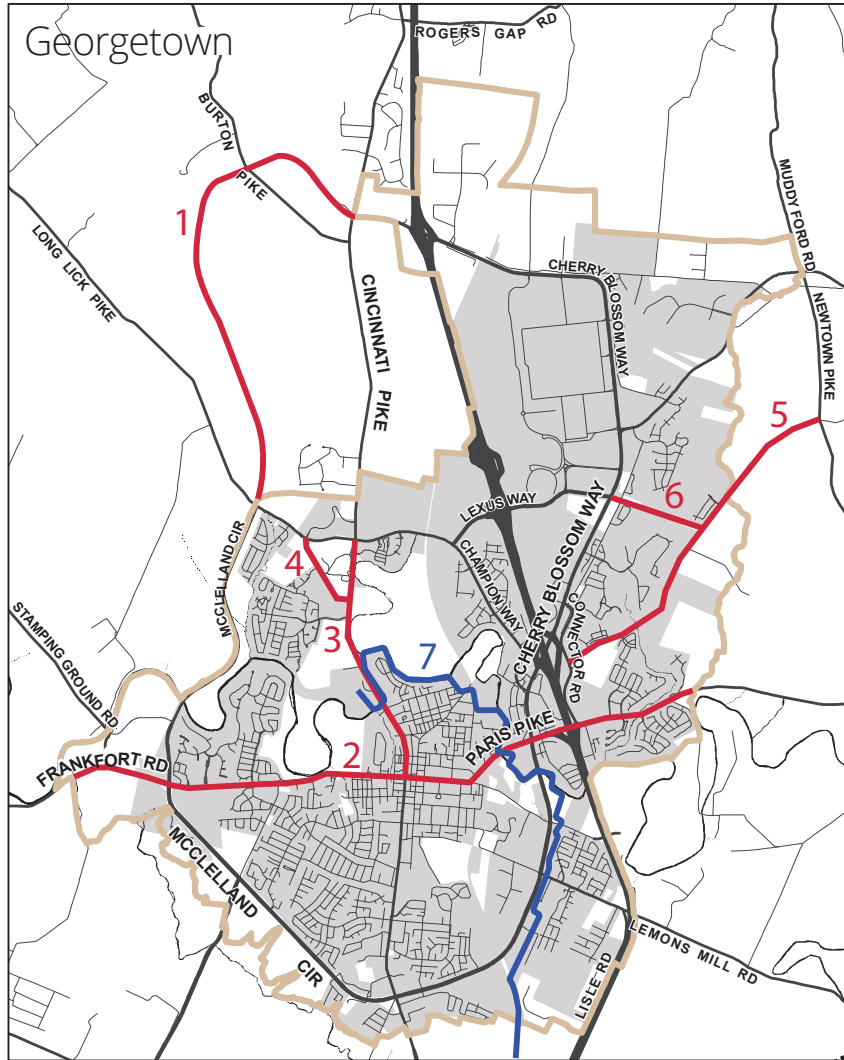 Georgetown
ROGERS GAP RD
BURTON
PIKE
MUDDY FORD RD
1
LONG LICK PIKE
CHERRY BLOSSOM WAY
CINCINNATI
PIKE
NEWTOWN PIKE
5
6
LEXUS WAY
CHERRY BLOSSOM WAY
MCCLELLAND CIR
4
CHAMPION WAY
CONNECTOR RD
STAMPING GROUND RD
3
7
PARIS PIKE
FRANKFORT RD
2
MCCLELLAND
CIR
LEMONS MILL RD
LISLE RD